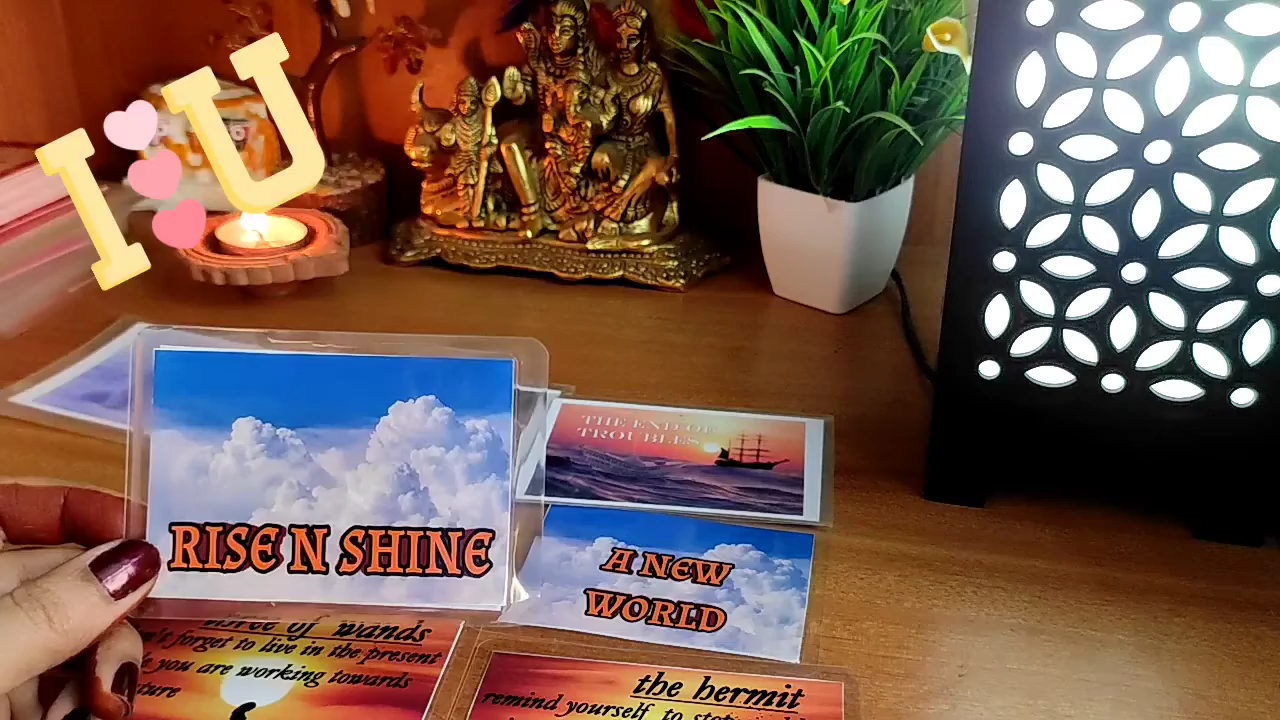 I U
THE END OF
TROUBLES
RISE N SHINE
A NEW
WORLD
of wands
forget to live in the present
you are working towards
the hermit
remind yourself to